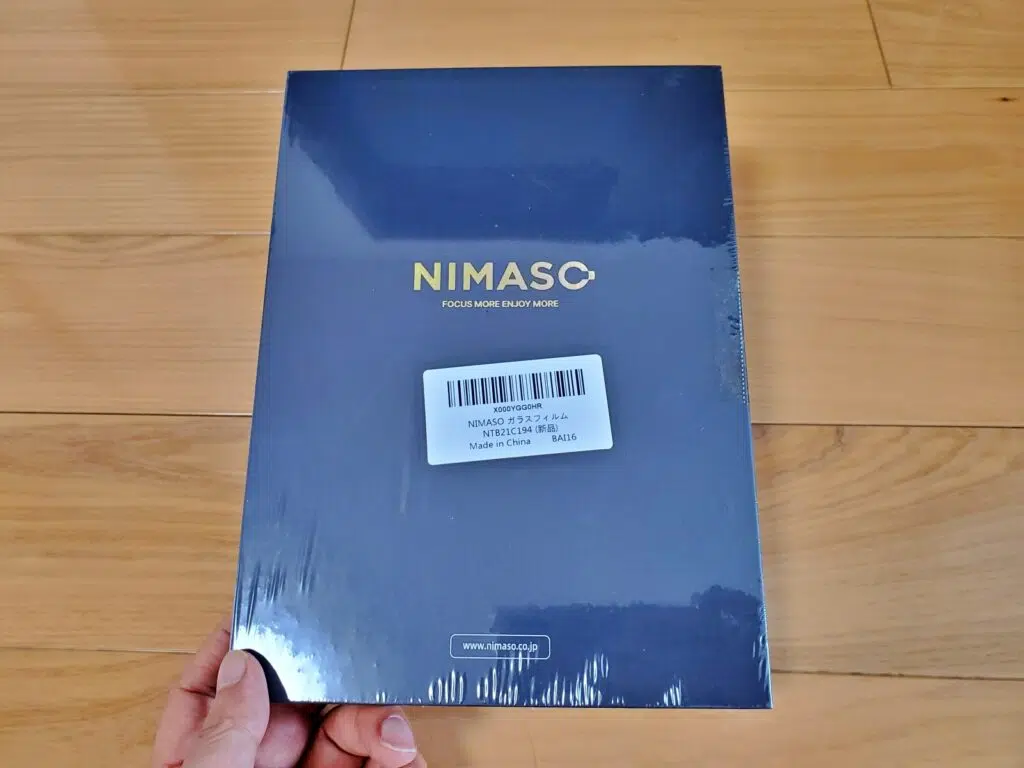 NIMASO
FOCUS MORE ENJOY MORE
X000YGG0HR
NIMASO ガラスフィルム
NTB21C194 (新品)
Made in China BAI16
www.nimaso.co.jp